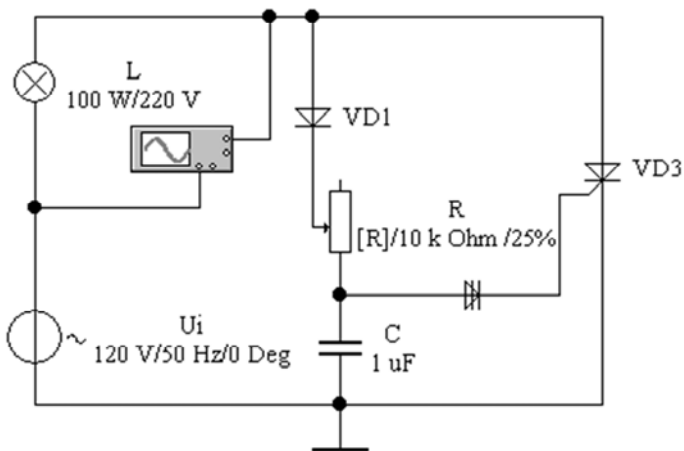 L
100 W/220 V
VD1
VD3
R
[R]/10 k Ohm /25%
Ui
120 V/50 Hz/0 Deg
C
1 uF